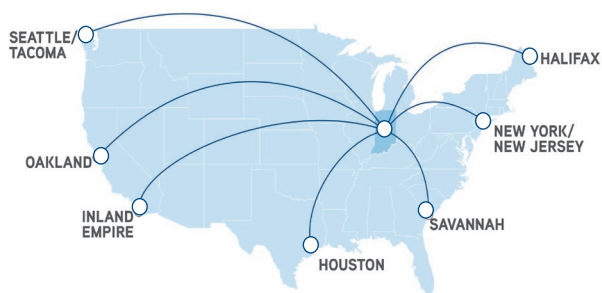 SEATTLE/
TACOMA
HALIFAX
NEW YORK/
NEW JERSEY
OAKLAND
INLAND
EMPIRE
SAVANNAH
HOUSTON